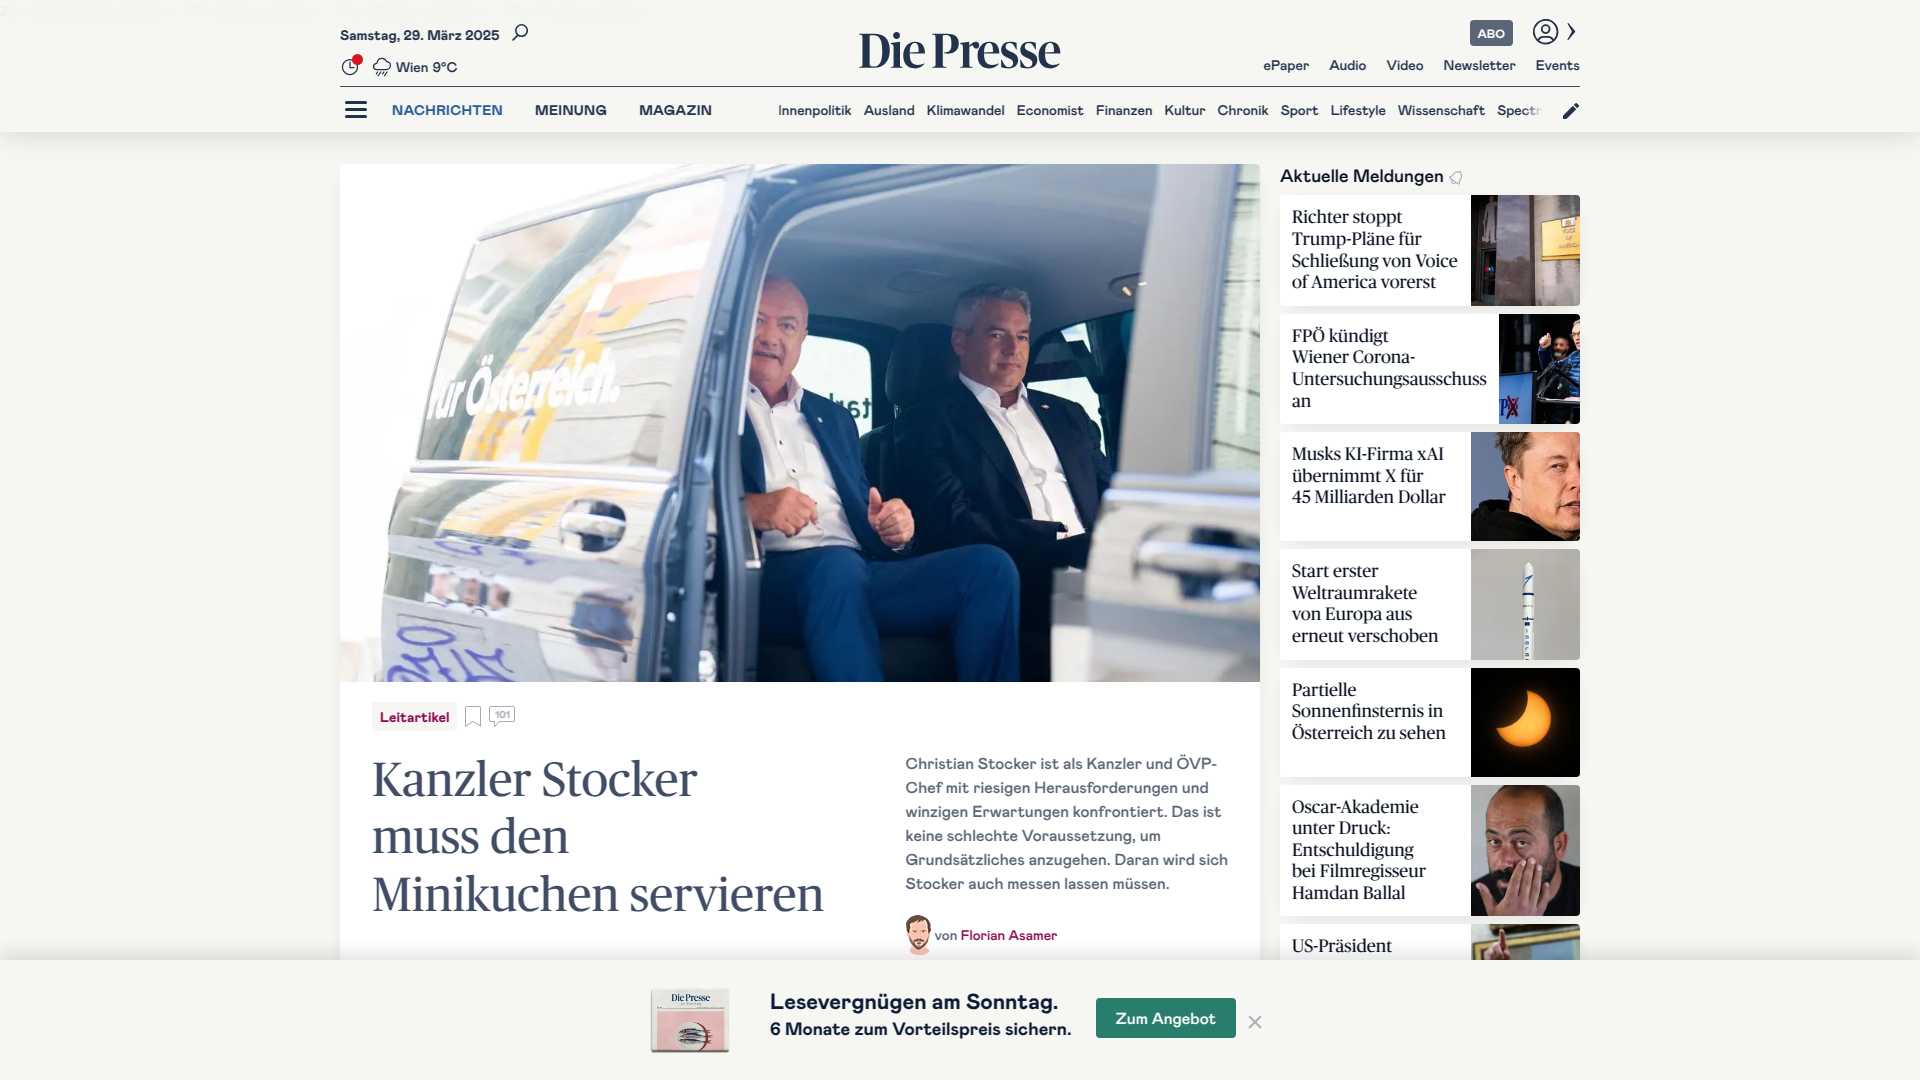 Samstag, 29. März 2025
Wien 9°C
Die Presse
ABO
ePaper Audio Video Newsletter Events
NACHRICHTEN MEINUNG MAGAZIN
Innenpolitik Ausland Klimawandel Economist Finanzen Kultur Chronik Sport Lifestyle Wissenschaft Spectr
für Österreich.
Leitartikel
101
Kanzler Stocker
muss den
Minikuchen servieren
Christian Stocker ist als Kanzler und ÖVP-
Chef mit riesigen Herausforderungen und
winzigen Erwartungen konfrontiert. Das ist
keine schlechte Voraussetzung, um
Grundsätzliches anzugehen. Daran wird sich
Stocker auch messen lassen müssen.
von Florian Asamer
Aktuelle Meldungen
Richter stoppt
Trump-Pläne für
Schließung von Voice
of America vorerst
FPÖ kündigt
Wiener Corona-
Untersuchungsausschuss
an
Musks KI-Firma xAI
übernimmt X für
45 Milliarden Dollar
Start erster
Weltraumrakete
von Europa aus
erneut verschoben
Partielle
Sonnenfinsternis in
Österreich zu sehen
Oscar-Akademie
unter Druck:
Entschuldigung
bei Filmregisseur
Hamdan Ballal
US-Präsident
Die Presse
Lesevergnügen am Sonntag.
6 Monate zum Vorteilspreis sichern.
Zum Angebot